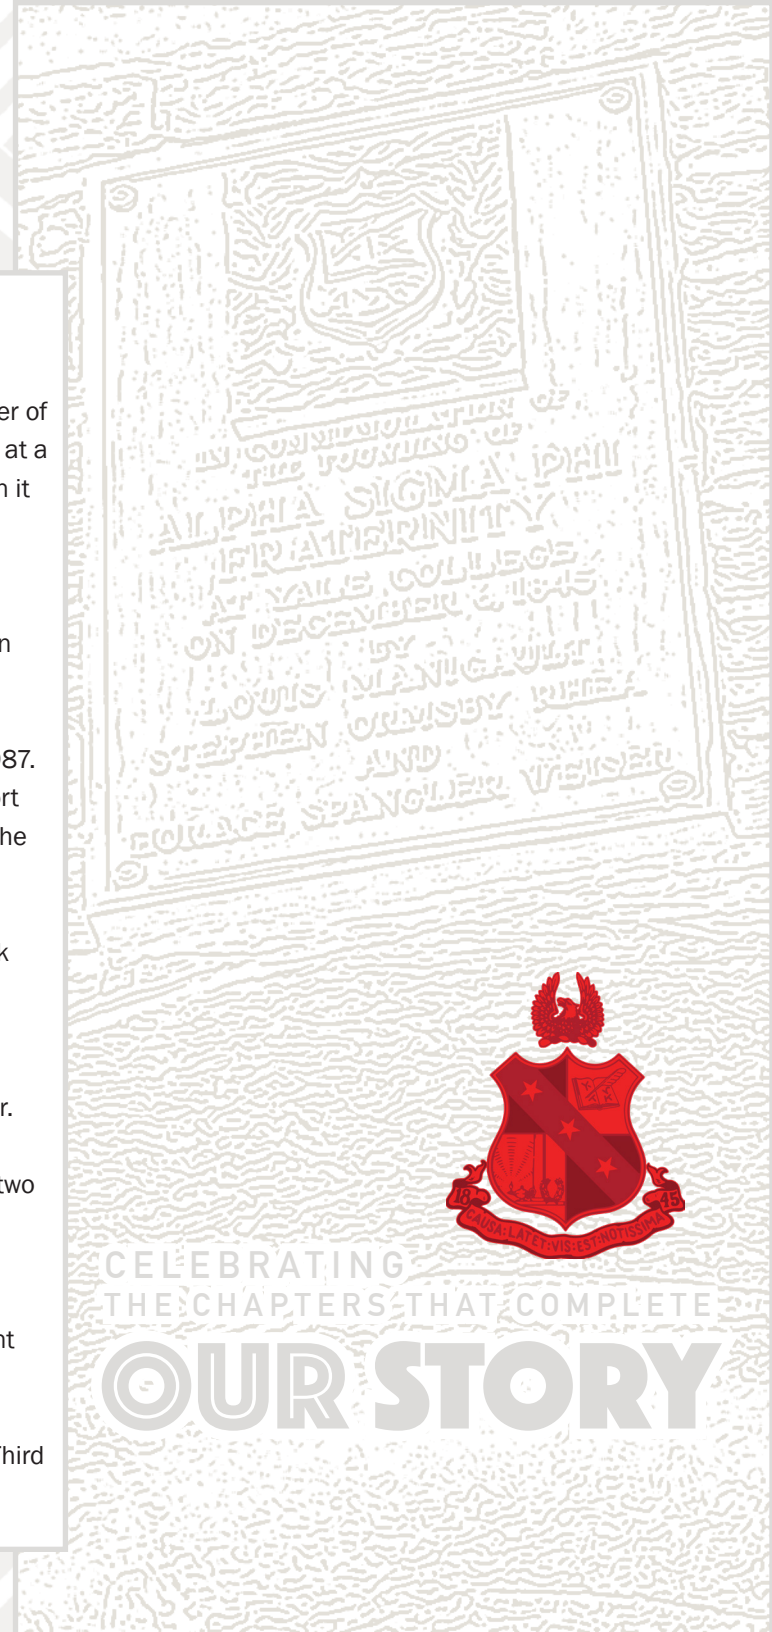 er of
at a
n it
n
87.
rt
he
k
r.
two
nt
Third
IN COMMEMORATION OF
THE FOUNDING OF
ALPHA SIGMA PHI
FRATERNITY
AT YALE COLLEGE
ON DECEMBER 6, 1845
BY
LOUIS MANIGAULT
STEPHEN ORMSBY RHEA
AND
HORACE SPANGLER WEISER
18 45
CAUSA:LATET:VIS:EST:NOTISSIMA
CELEBRATING
THE CHAPTERS THAT COMPLETE
OUR STORY